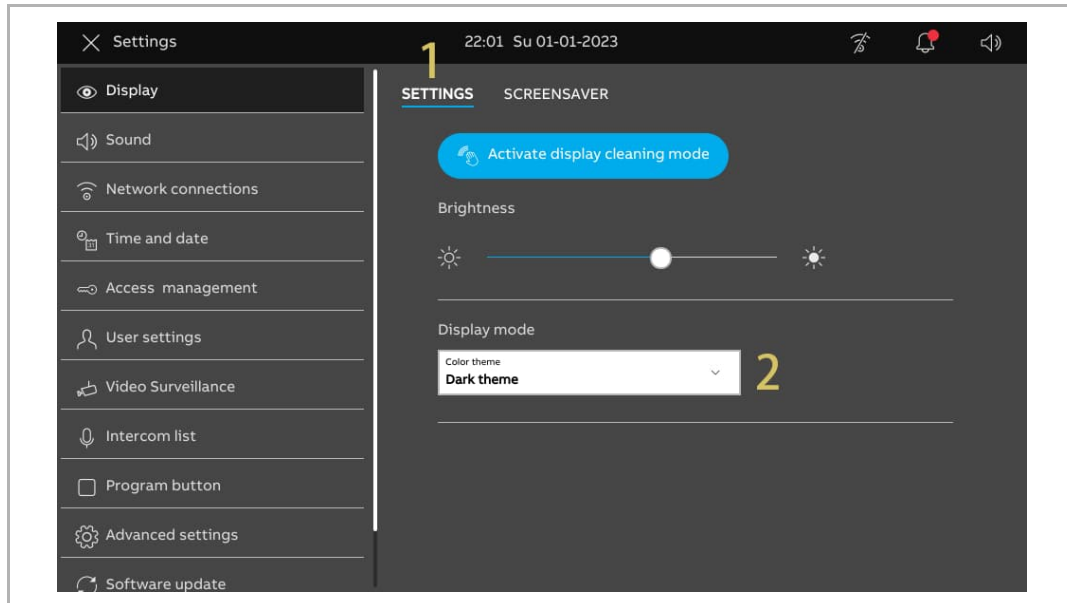 Settings
22:01 Su 01-01-2023
1
Display
SETTINGS SCREENSAVER
Sound
Activate display cleaning mode
Network connections
Brightness
Time and date
Access management
User settings
Display mode
Color theme
Dark theme
2
Video Surveillance
Intercom list
Program button
Advanced settings
Software update